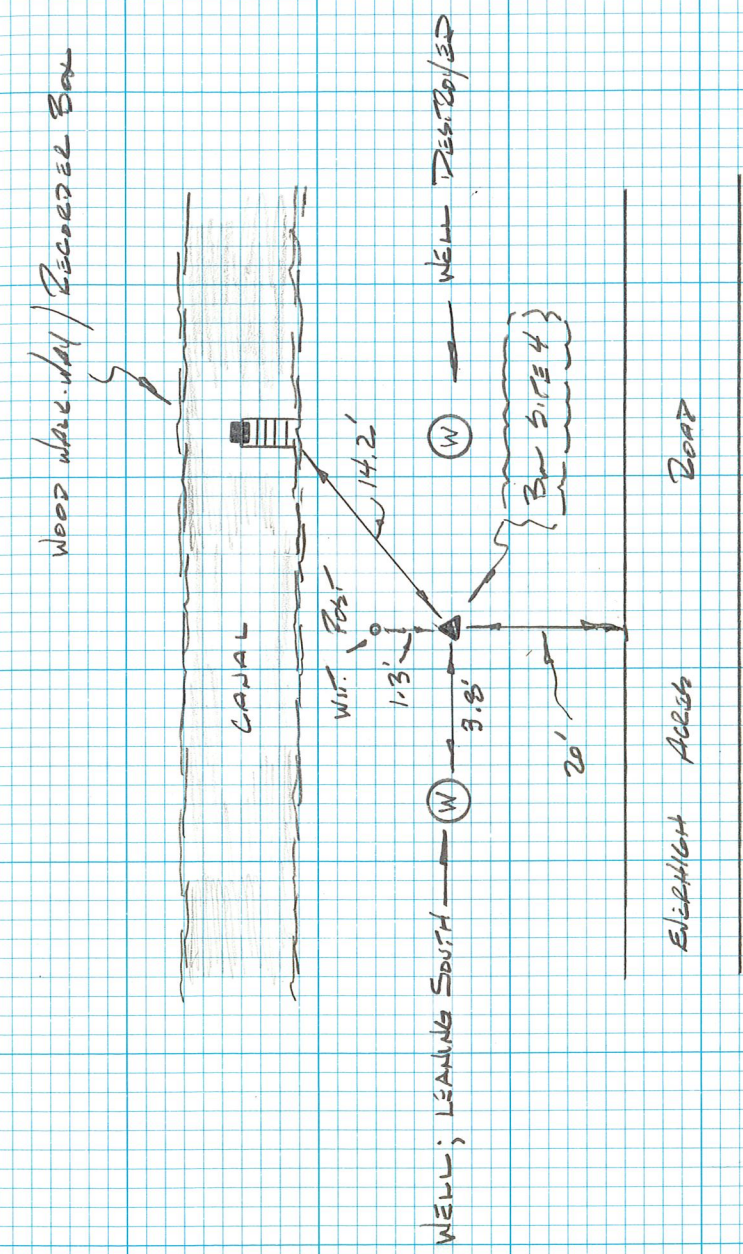 WOOD WALK-WAY / RECORDER BOX
CANAL
WIT. POST
14.2'
1.3'
3.8'
W
W
WELL DESTROYED
WELL; LEANING SOUTH
BM SITE 4
20'
ACRES ROAD